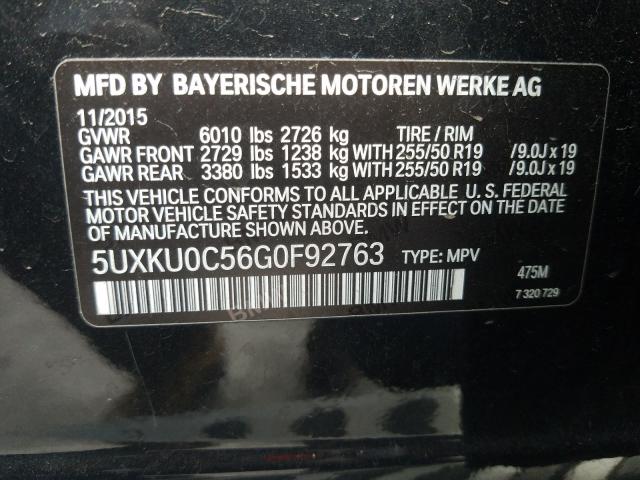 MFD BY BAYERISCHE MOTOREN WERKE AG
11/2015
GVWR 6010 lbs 2726 kg TIRE / RIM
GAWR FRONT 2729 lbs 1238 kg WITH 255/50 R19 /9.0J x 19
GAWR REAR 3380 lbs 1533 kg WITH 255/50 R19 /9.0J x 19
THIS VEHICLE CONFORMS TO ALL APPLICABLE U.S. FEDERAL
MOTOR VEHICLE SAFETY STANDARDS IN EFFECT ON THE DATE
OF MANUFACTURE SHOWN ABOVE.
5UXKU0C56G0F92763 TYPE: MPV 475M
7 320 729